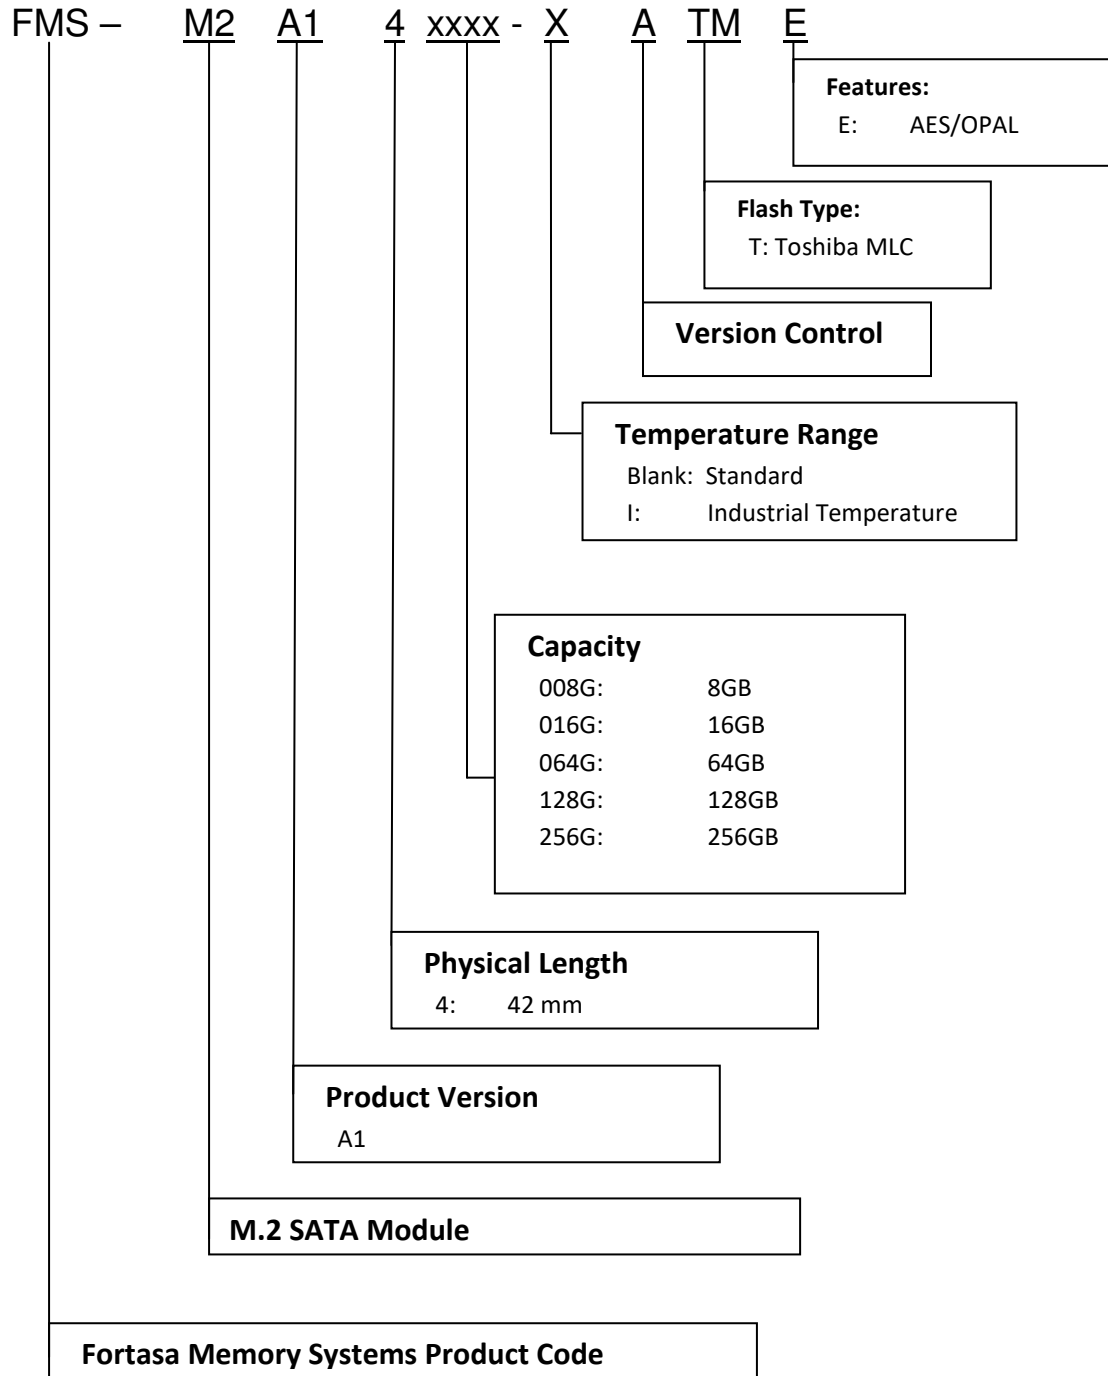 FMS – M2 A1 4 xxxx - X A TM E
Features:
E: AES/OPAL
Flash Type:
T: Toshiba MLC
Version Control
Temperature Range
Blank: Standard
I: Industrial Temperature
Capacity
008G: 8GB
016G: 16GB
064G: 64GB
128G: 128GB
256G: 256GB
Physical Length
4: 42 mm
Product Version
A1
M.2 SATA Module
Fortasa Memory Systems Product Code